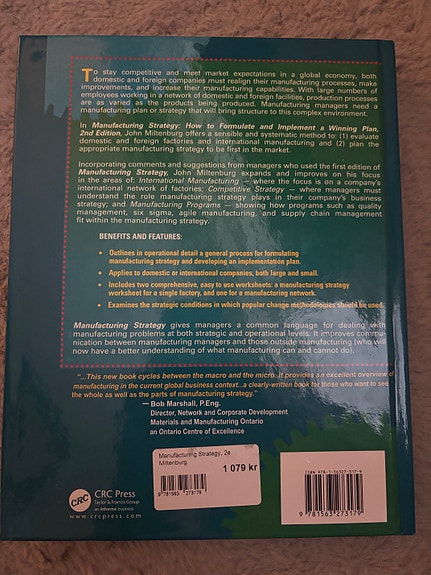 To stay competitive and meet market expectations in a global economy, both
domestic and foreign companies must realign their manufacturing processes, make
improvements, and increase their manufacturing capabilities. With large numbers of
employees working in a network of domestic and foreign facilities, production processes
are as varied as the products being produced. Manufacturing managers need a
manufacturing plan or strategy that will bring structure to this complex environment.
In Manufacturing Strategy: How to Formulate and Implement a Winning Plan,
2nd Edition, John Miltenburg offers a sensible and systematic method to: (1) evaluate
domestic and foreign factories and international manufacturing and (2) plan the
appropriate manufacturing strategy to be first in the market.
Incorporating comments and suggestions from managers who used the first edition of
Manufacturing Strategy, John Miltenburg expands and improves on his focus
in the areas of: International Manufacturing — where the focus is on a company's
international network of factories; Competitive Strategy — where managers must
understand the role manufacturing strategy plays in their company's business
strategy; and Manufacturing Programs — showing how programs such as quality
management, six sigma, agile manufacturing, and supply chain management
fit within the manufacturing strategy.
BENEFITS AND FEATURES:
• Outlines in operational detail a general process for formulating
manufacturing strategy and developing an implementation plan.
• Applies to domestic or international companies, both large and small.
• Includes two comprehensive, easy to use worksheets: a manufacturing strategy
worksheet for a single factory, and one for a manufacturing network.
• Examines the strategic conditions in which popular change methodologies should be used.
Manufacturing Strategy gives managers a common language for dealing with
manufacturing problems at both strategic and operational levels. It improves commu-
nication between manufacturing managers and those outside manufacturing (who will
now have a better understanding of what manufacturing can and cannot do).
"...This new book cycles between the macro and the micro. It provides an excellent overview of
manufacturing in the current global business context...a clearly-written book for those who want to see
the whole as well as the parts of manufacturing strategy."
— Bob Marshall, P.Eng.
Director, Network and Corporate Development
Materials and Manufacturing Ontario
an Ontario Centre of Excellence
CRC Press
Taylor & Francis Group
an informa business
www.crcpress.com
Manufacturing Strategy, 2e
Miltenburg
1 079 kr
9 781563 273179
ISBN 978-1-56327-317-9
9 781563 273179